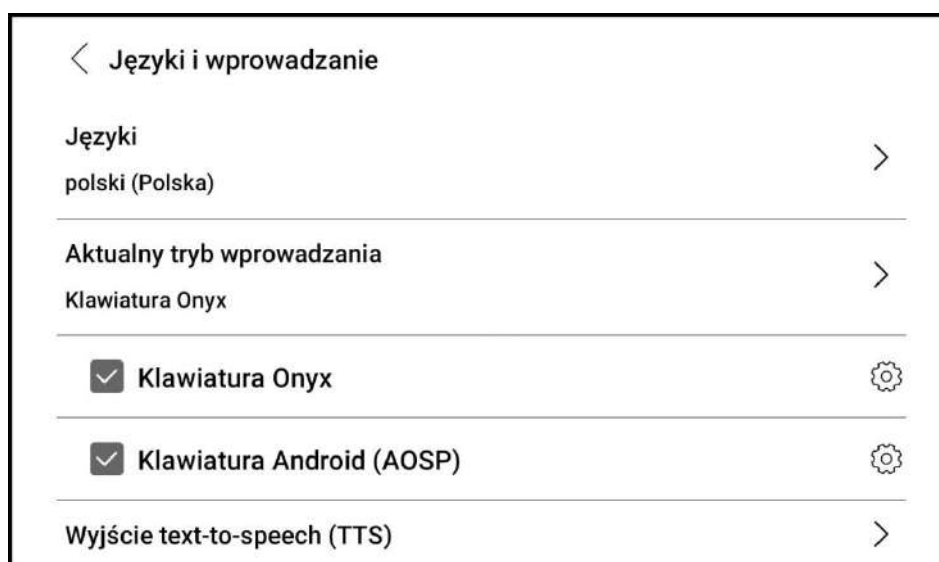 Języki i wprowadzanie
Języki
polski (Polska)
Aktualny tryb wprowadzania
Klawiatura Onyx
Klawiatura Onyx
Klawiatura Android (AOSP)
Wyjście text-to-speech (TTS)